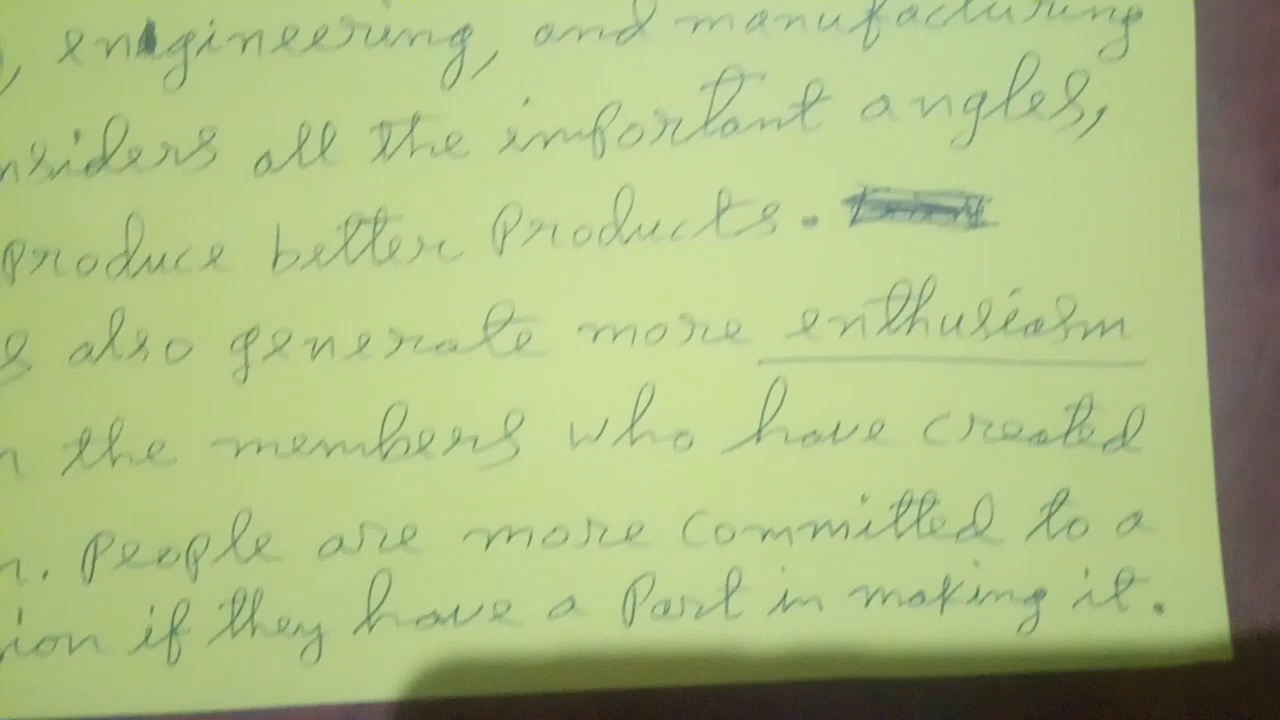 , engineering, and manufacturing
nsiders all the important angles,
produce better products.
s also generate more enthusiasm
n the members who have created
n. People are more committed to a
ion if they have a part in making it.